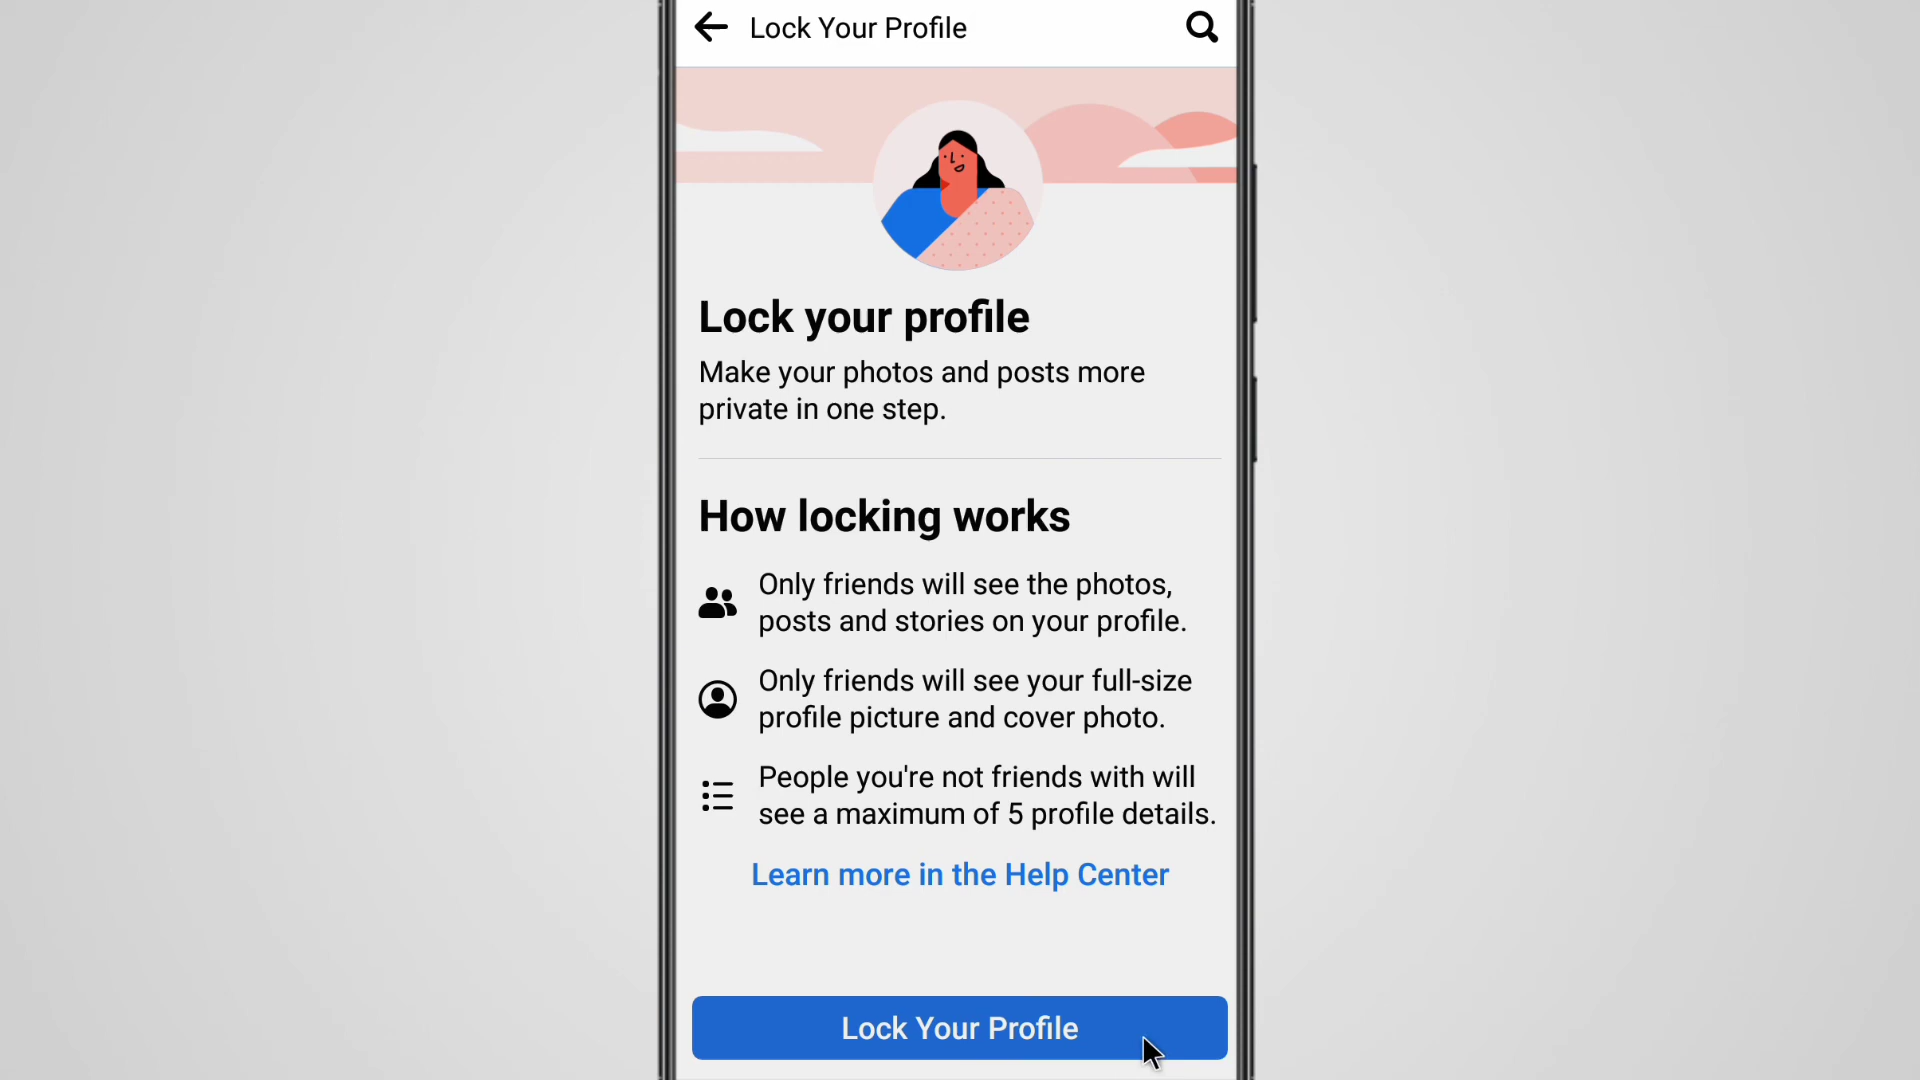 Lock Your Profile
Lock your profile
Make your photos and posts more
private in one step.
How locking works
Only friends will see the photos,
posts and stories on your profile.
Only friends will see your full-size
profile picture and cover photo.
People you're not friends with will
see a maximum of 5 profile details.
Learn more in the Help Center
Lock Your Profile